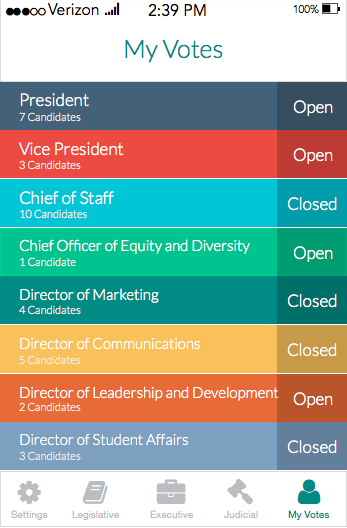 Verizon 2:39 PM 100%
My Votes
President
7 Candidates
Open
Vice President
3 Candidates
Open
Chief of Staff
10 Candidates
Closed
Chief Officer of Equity and Diversity
1 Candidate
Open
Director of Marketing
4 Candidates
Closed
Director of Communications
5 Candidates
Closed
Director of Leadership and Development
2 Candidates
Open
Director of Student Affairs
3 Candidates
Closed
Settings Legislative Executive Judicial My Votes